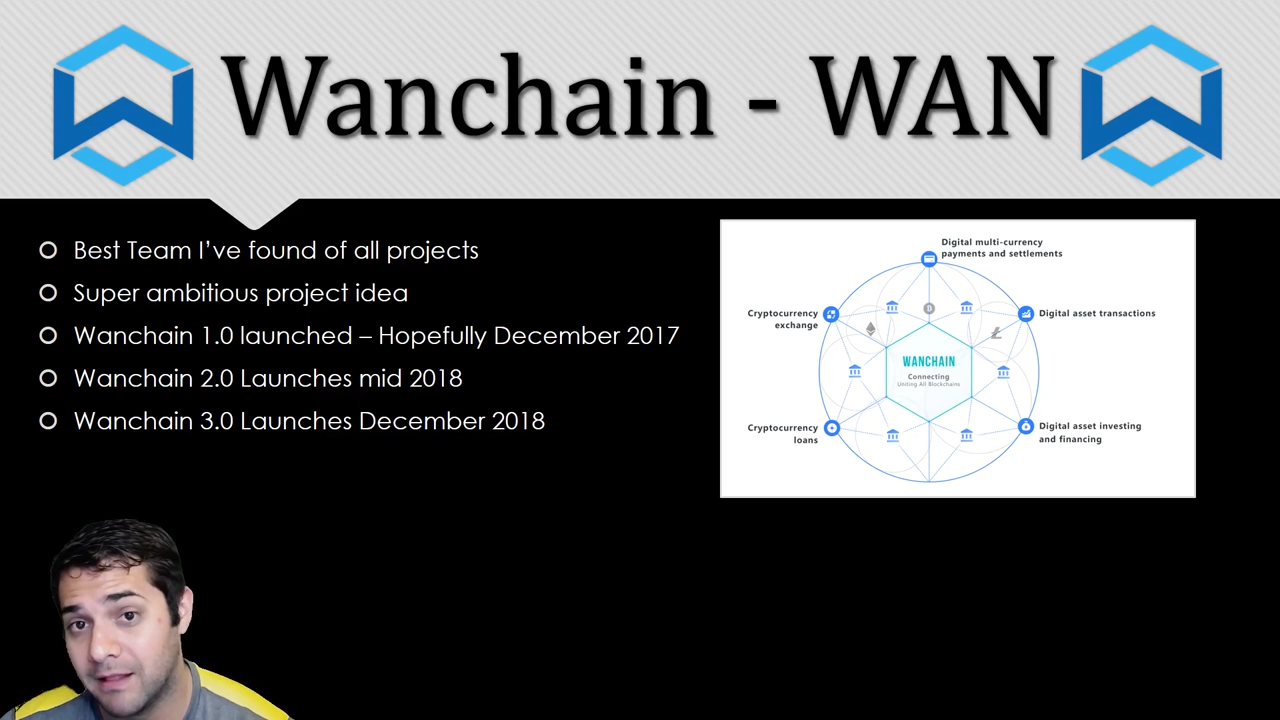 Wanchain - WAN
Best Team I’ve found of all projects
Super ambitious project idea
Wanchain 1.0 launched – Hopefully December 2017
Wanchain 2.0 Launches mid 2018
Wanchain 3.0 Launches December 2018
Digital multi-currency
payments and settlements
Cryptocurrency
exchange
Digital asset transactions
WANCHAIN
Connecting
Uniting All Blockchains
Cryptocurrency
loans
Digital asset investing
and financing